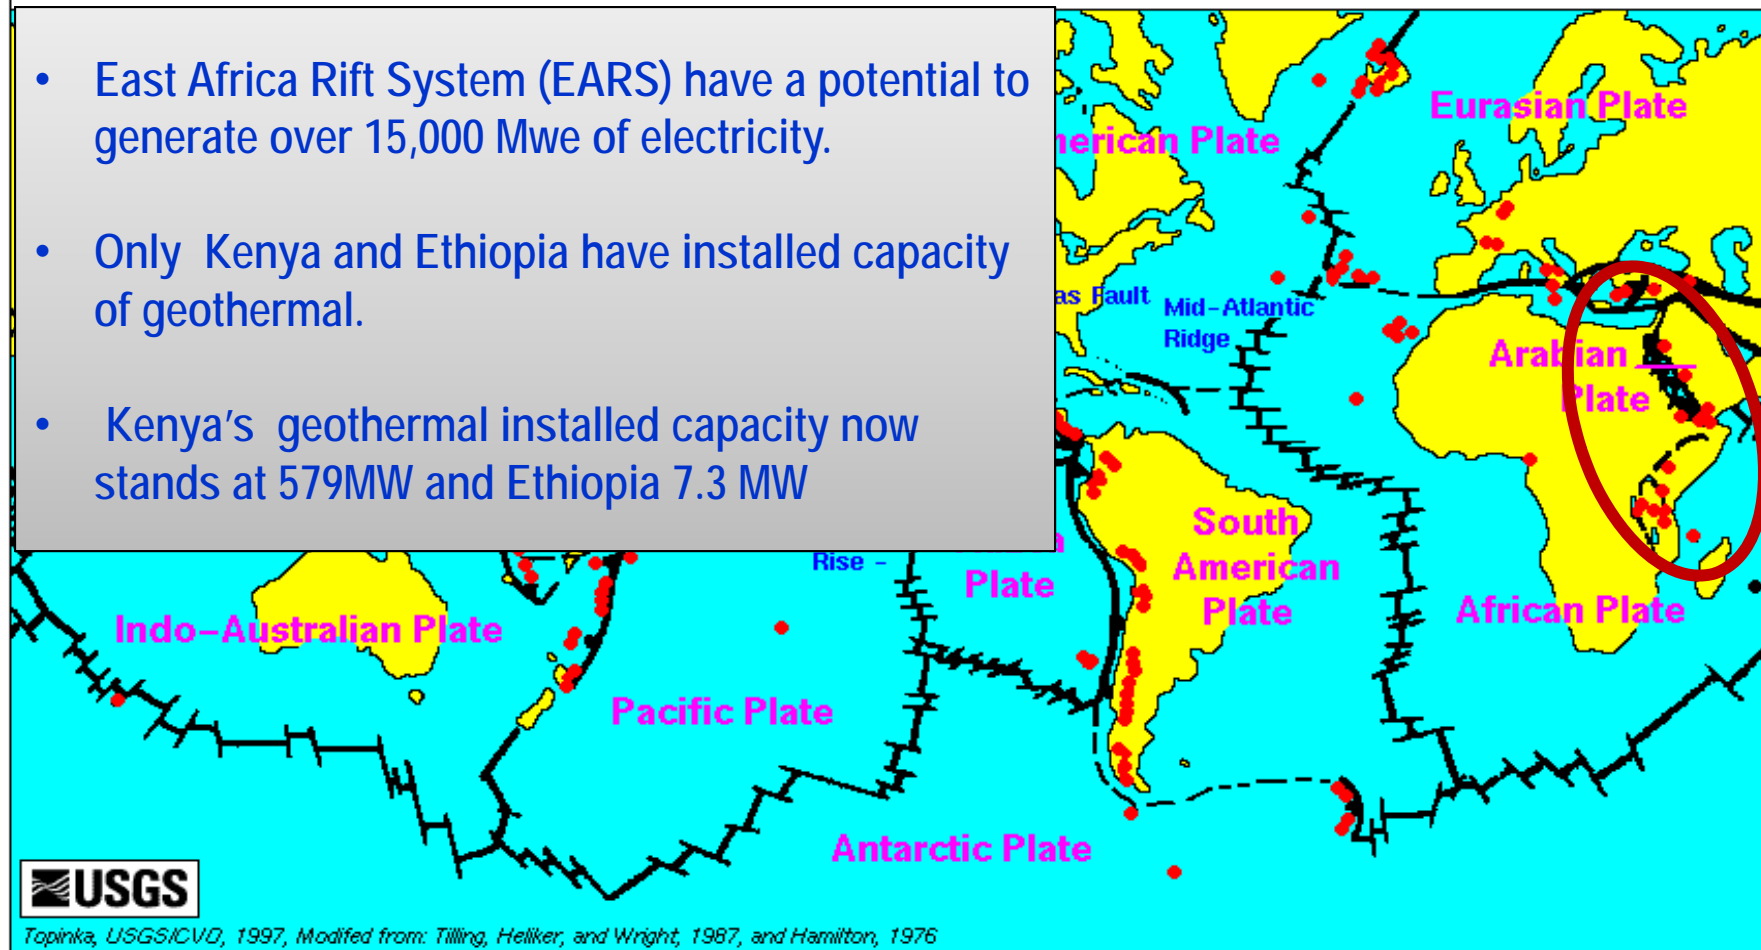 • East Africa Rift System (EARS) have a potential to
generate over 15,000 Mwe of electricity.
• Only Kenya and Ethiopia have installed capacity
of geothermal.
• Kenya's geothermal installed capacity now
stands at 579MW and Ethiopia 7.3 MW
Eurasian Plate
Plate
Fault
Mid-Atlantic
Ridge
Arabian
Plate
South
American
Plate
Rise -
Plate
African Plate
Indo-Australian Plate
Pacific Plate
Antarctic Plate
USGS
Topinka, USGS/CVO, 1997, Modifed from: Tilling, Heliker, and Wright, 1987, and Hamilton, 1976